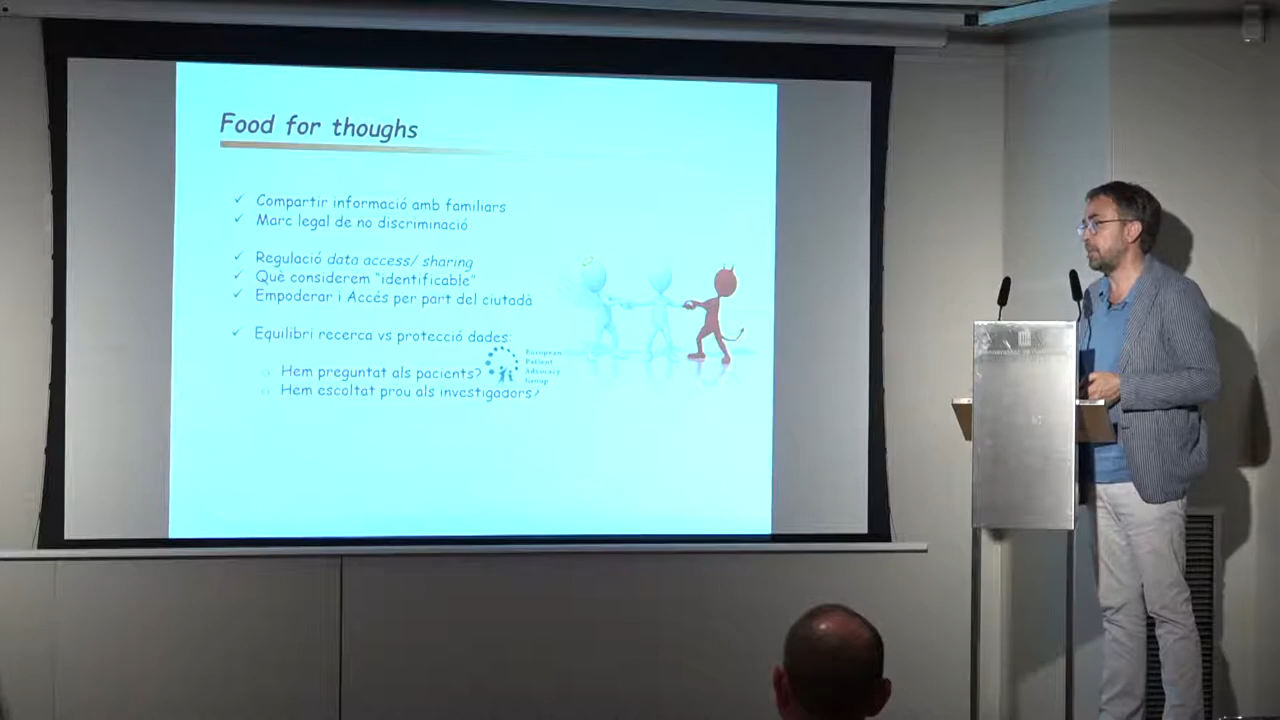 Food for thoughs
✓ Compartir informació amb familiars
✓ Marc legal de no discriminació
✓ Regulació data access/ sharing
✓ Què considerem "identificable"
✓ Empoderar i Accés per part del ciutadà
✓ Equilibri recerca vs protecció dades:
o Hem preguntat als pacients?
o Hem escoltat prou als investigadors?
European
Patient
Advocacy
Group